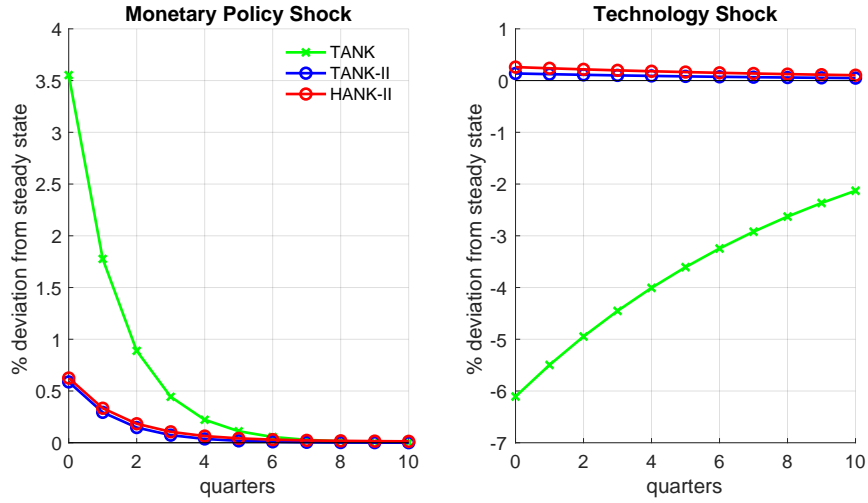 Monetary Policy Shock
% deviation from steady state
4
3.5
3
2.5
2
1.5
1
0.5
0
TANK
TANK-II
HANK-II
0 2 4 6 8 10
quarters
Technology Shock
% deviation from steady state
1
0
-1
-2
-3
-4
-5
-6
-7
0 2 4 6 8 10
quarters